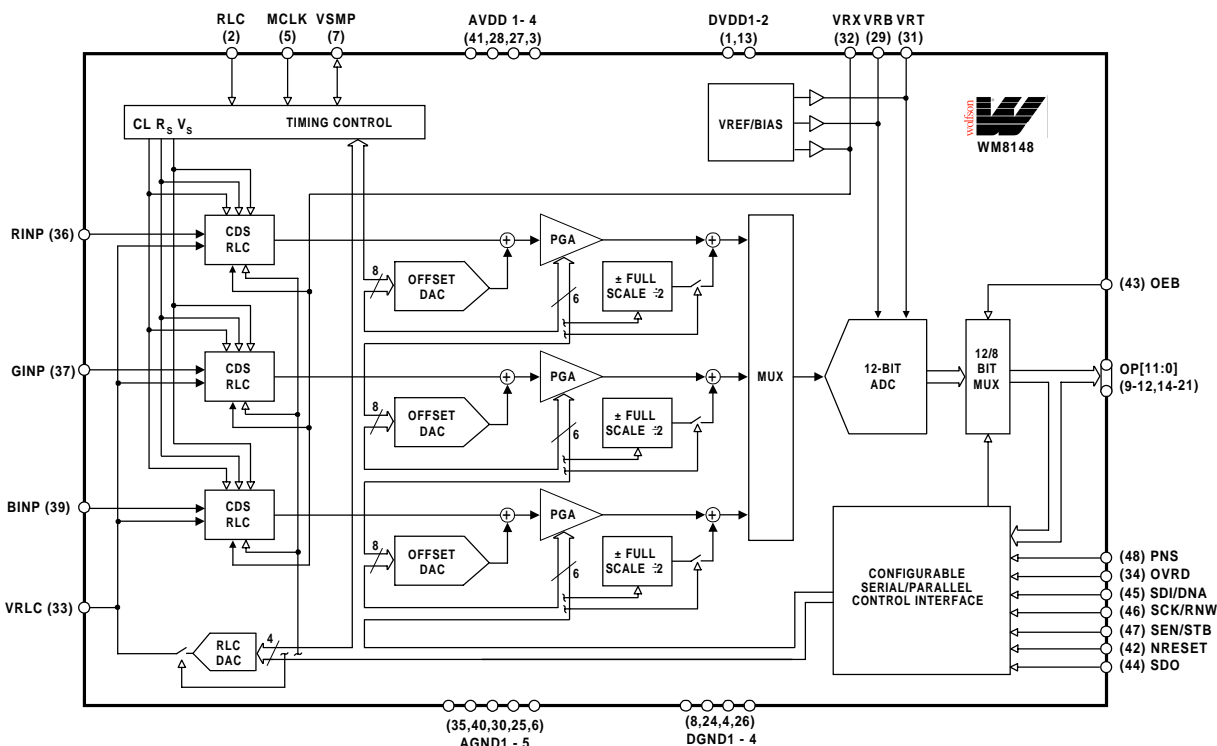 RLC MCLK VSMP AVDD 1- 4 DVDD1-2 VRX VRB VRT
(2) (5) (7) (41,28,27,3) (1,13) (32) (29) (31)
CL RS VS TIMING CONTROL
VREF/BIAS
wolfson
WM8148
RINP (36)
CDS
RLC
PGA
8
OFFSET
DAC
6
± FULL
SCALE ÷2
(43) OEB
GINP (37)
CDS
RLC
PGA
8
OFFSET
DAC
6
± FULL
SCALE ÷2
MUX
12-BIT
ADC
12/8
BIT
MUX
OP[11:0]
(9-12,14-21)
BINP (39)
CDS
RLC
PGA
8
OFFSET
DAC
6
± FULL
SCALE ÷2
CONFIGURABLE
SERIAL/PARALLEL
CONTROL INTERFACE
(48) PNS
(34) OVRD
(45) SDI/DNA
(46) SCK/RNW
(47) SEN/STB
(42) NRESET
(44) SDO
VRLC (33)
RLC
DAC
4
(35,40,30,25,6) (8,24,4,26)
AGND1 - 5 DGND1 - 4